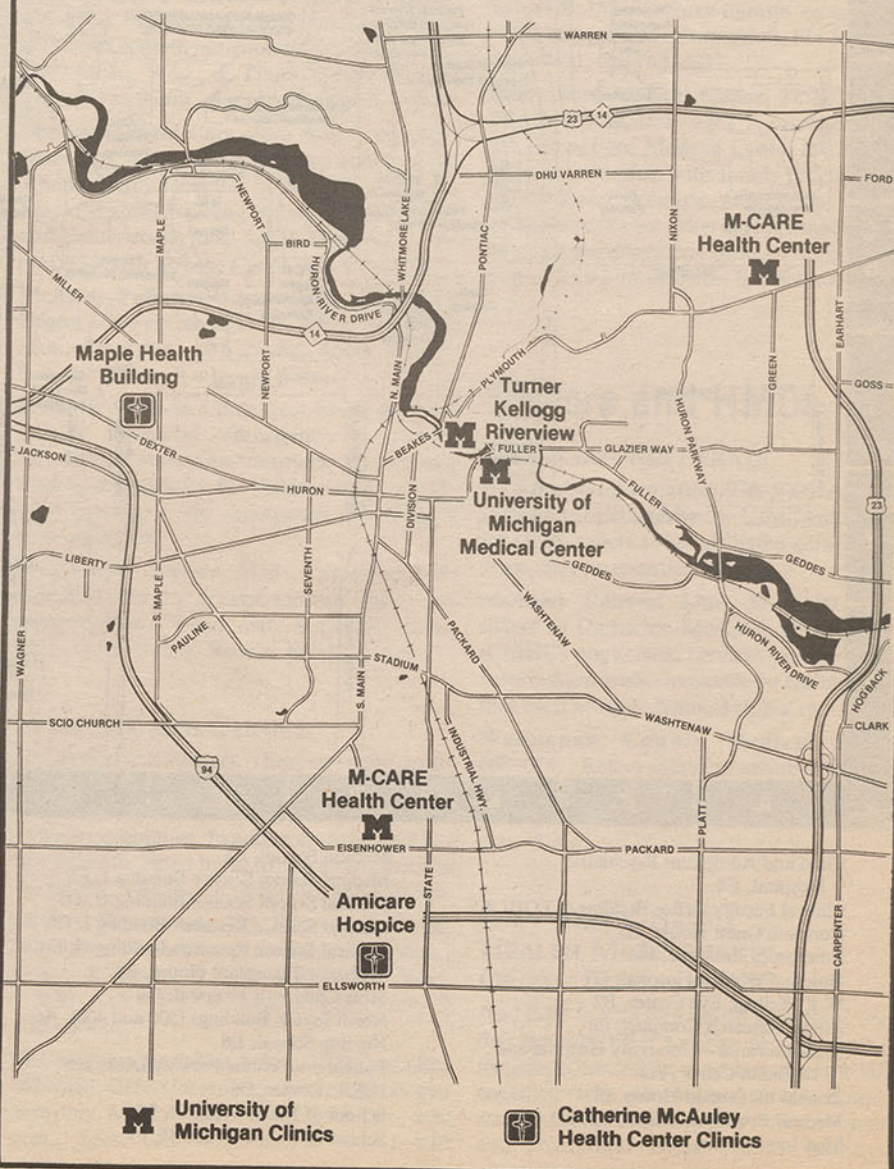 WARREN
23
14
DHU VARREN
FORD
NEWPORT
MAPLE
WHITMORE LAKE
PONTIAC
NIXON
M-CARE
Health Center
M
BIRD
HURON RIVER DRIVE
MILLER
EARHART
14
Maple Health
Building
NEWPORT
N. MAIN
PLYMOUTH
GREEN
GOSS
Turner
Kellogg
Riverview
M
HURON PARKWAY
BEAKES
FULLER
GLAZIER WAY
JACKSON
DEXTER
M
FULLER
HURON
DIVISION
University of
Michigan
Medical Center
23
LIBERTY
SEVENTH
GEDDES
GEDDES
S. MAPLE
WASHTENAW
WAGNER
PAULINE
PACKARD
HURON RIVER DRIVE
STADIUM
S. MAIN
HOGBACK
SCIO CHURCH
WASHTENAW
CLARK
94
INDUSTRIAL HWY.
M-CARE
Health Center
M
PLATT
EISENHOWER
PACKARD
STATE
Amicare
Hospice
CARPENTER
ELLSWORTH
M
University of
Michigan Clinics
Catherine McAuley
Health Center Clinics